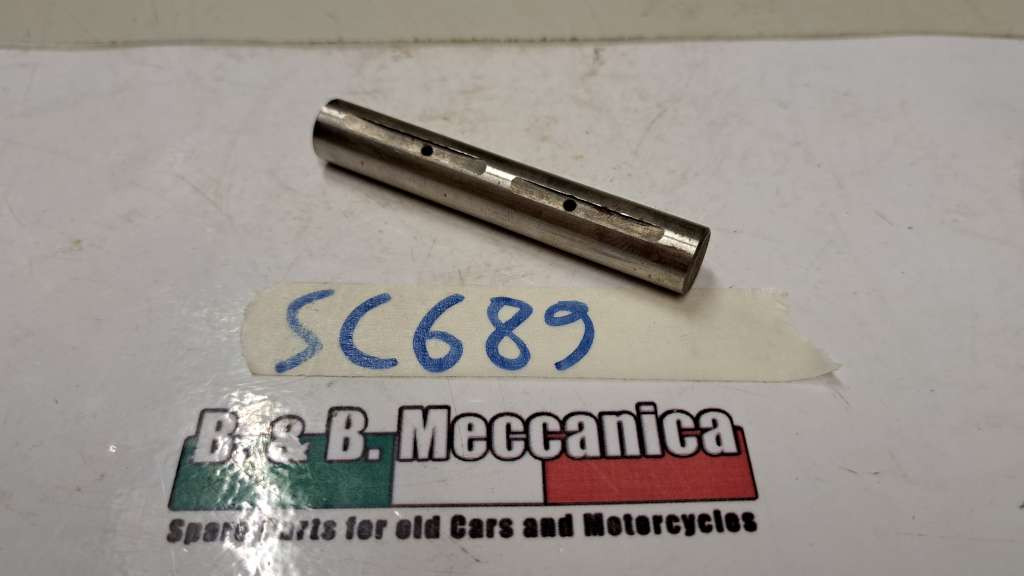 SC689
B. & B. Meccanica
Spare Parts for old Cars and Motorcycles